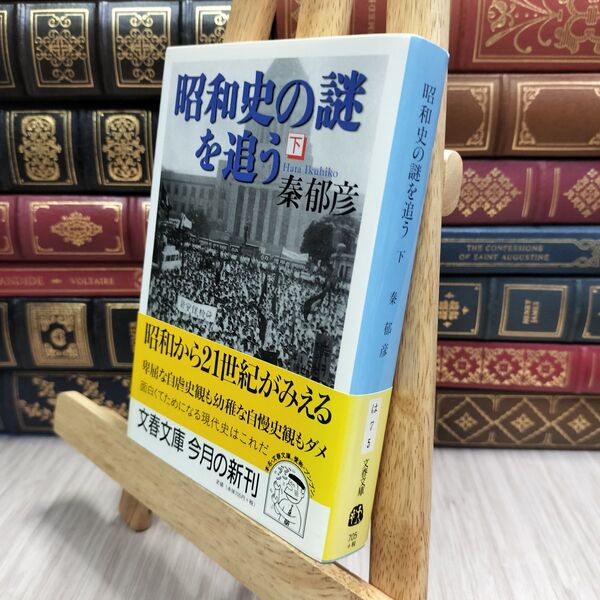 昭和史の謎
を追う
下
Hata Ikuhiko
秦郁彦
昭和から21世紀がみえる
卑屈な自虐史観も幼稚な自慢史観もダメ
面白くてためになる現代史はこれだ
文春文庫 今月の新刊
昭和史の謎を追う 下
秦 郁彦
は 7 5
文春文庫
705
CANDIDE • VOLTAIRE
THE CONFESSIONS
OF SAINT AUGUSTINE
HENRY
JAMES